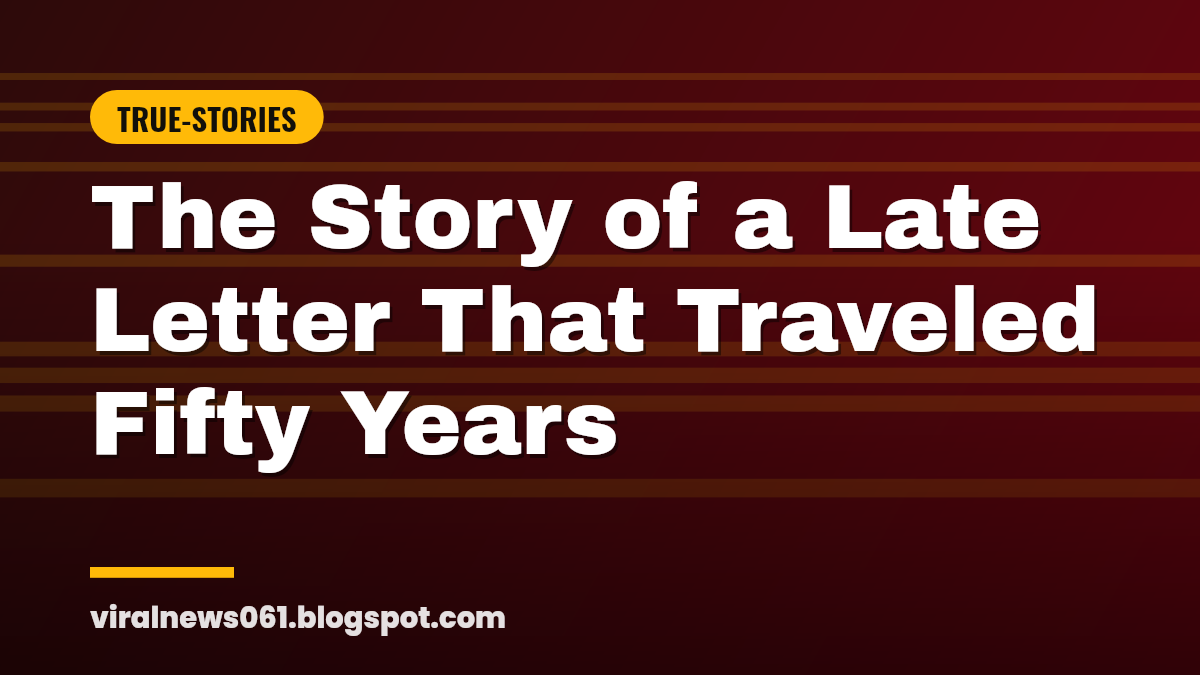 TRUE-STORIES
The Story of a Late
Letter That Traveled
Fifty Years
viralnews061.blogspot.com